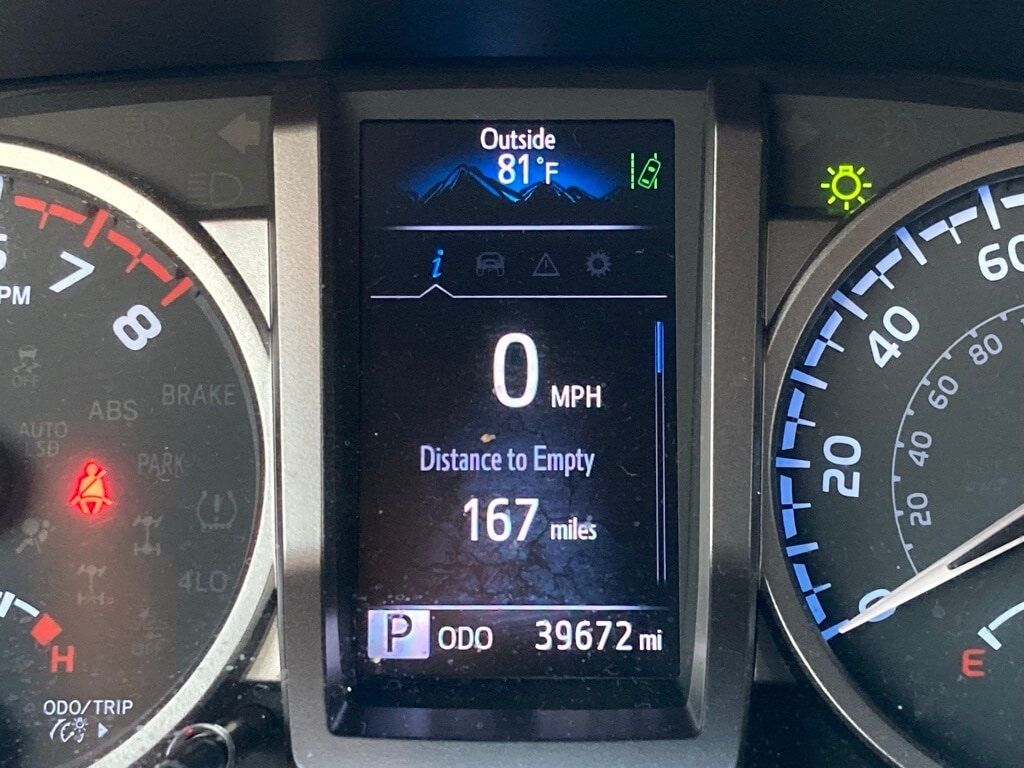 Outside
81°F
i
0 MPH
Distance to Empty
167 miles
P ODO 39672 mi
7
8
PM
OFF
BRAKE
ABS
AUTO
LSD
PARK
4LO
H
ODO/TRIP
0
20
40
60
20
40
60
80
E